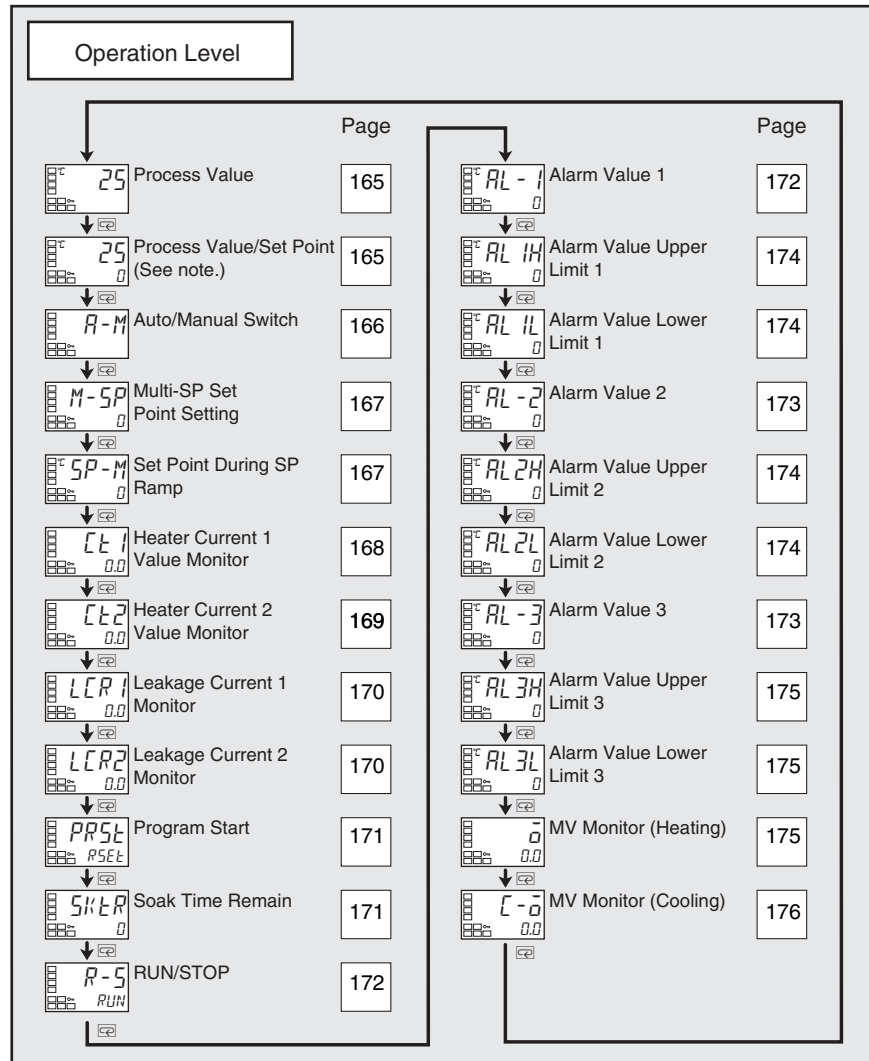 Operation Level
Page
25
Process Value
165
25
0
Process Value/Set Point
(See note.)
165
A-M
Auto/Manual Switch
166
M-SP
0
Multi-SP Set
Point Setting
167
°C
SP-M
0
Set Point During SP
Ramp
167
Ct1
0.0
Heater Current 1
Value Monitor
168
Ct2
0.0
Heater Current 2
Value Monitor
169
LCR1
0.0
Leakage Current 1
Monitor
170
LCR2
0.0
Leakage Current 2
Monitor
170
PRSt
RSEt
Program Start
171
SKtR
0
Soak Time Remain
171
R-S
RUN
RUN/STOP
172
Page
AL-1
0
Alarm Value 1
172
AL1H
0
Alarm Value Upper
Limit 1
174
AL1L
0
Alarm Value Lower
Limit 1
174
AL-2
0
Alarm Value 2
173
AL2H
0
Alarm Value Upper
Limit 2
174
AL2L
0
Alarm Value Lower
Limit 2
174
AL-3
0
Alarm Value 3
173
AL3H
0
Alarm Value Upper
Limit 3
175
AL3L
0
Alarm Value Lower
Limit 3
175
ō
0.0
MV Monitor (Heating)
175
C-ō
0.0
MV Monitor (Cooling)
176